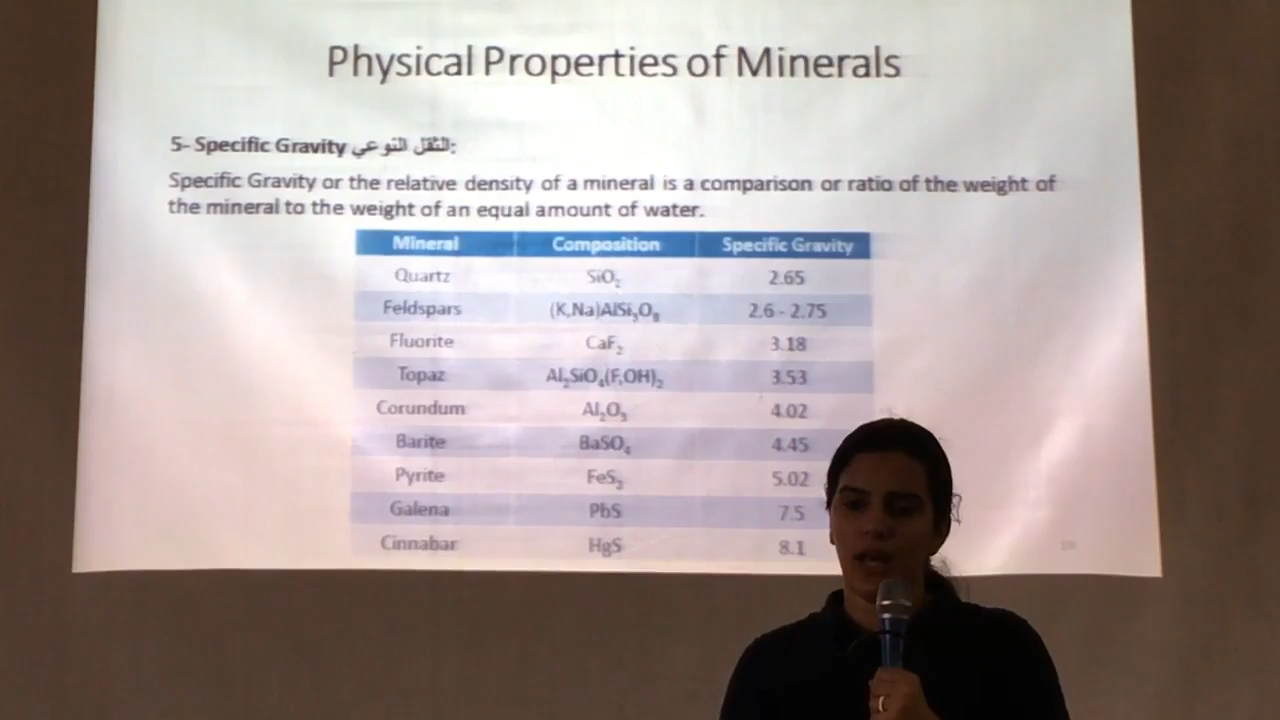 Physical Properties of Minerals
5- Specific Gravity الثقل النوعي:
Specific Gravity or the relative density of a mineral is a comparison or ratio of the weight of
the mineral to the weight of an equal amount of water.
Mineral Composition Specific Gravity
Quartz SiO₂ 2.65
Feldspars (K,Na)AlSi₃O₈ 2.6 - 2.75
Fluorite CaF₂ 3.18
Topaz Al₂SiO₄(F,OH)₂ 3.53
Corundum Al₂O₃ 4.02
Barite BaSO₄ 4.45
Pyrite FeS₂ 5.02
Galena PbS 7.5
Cinnabar HgS 8.1